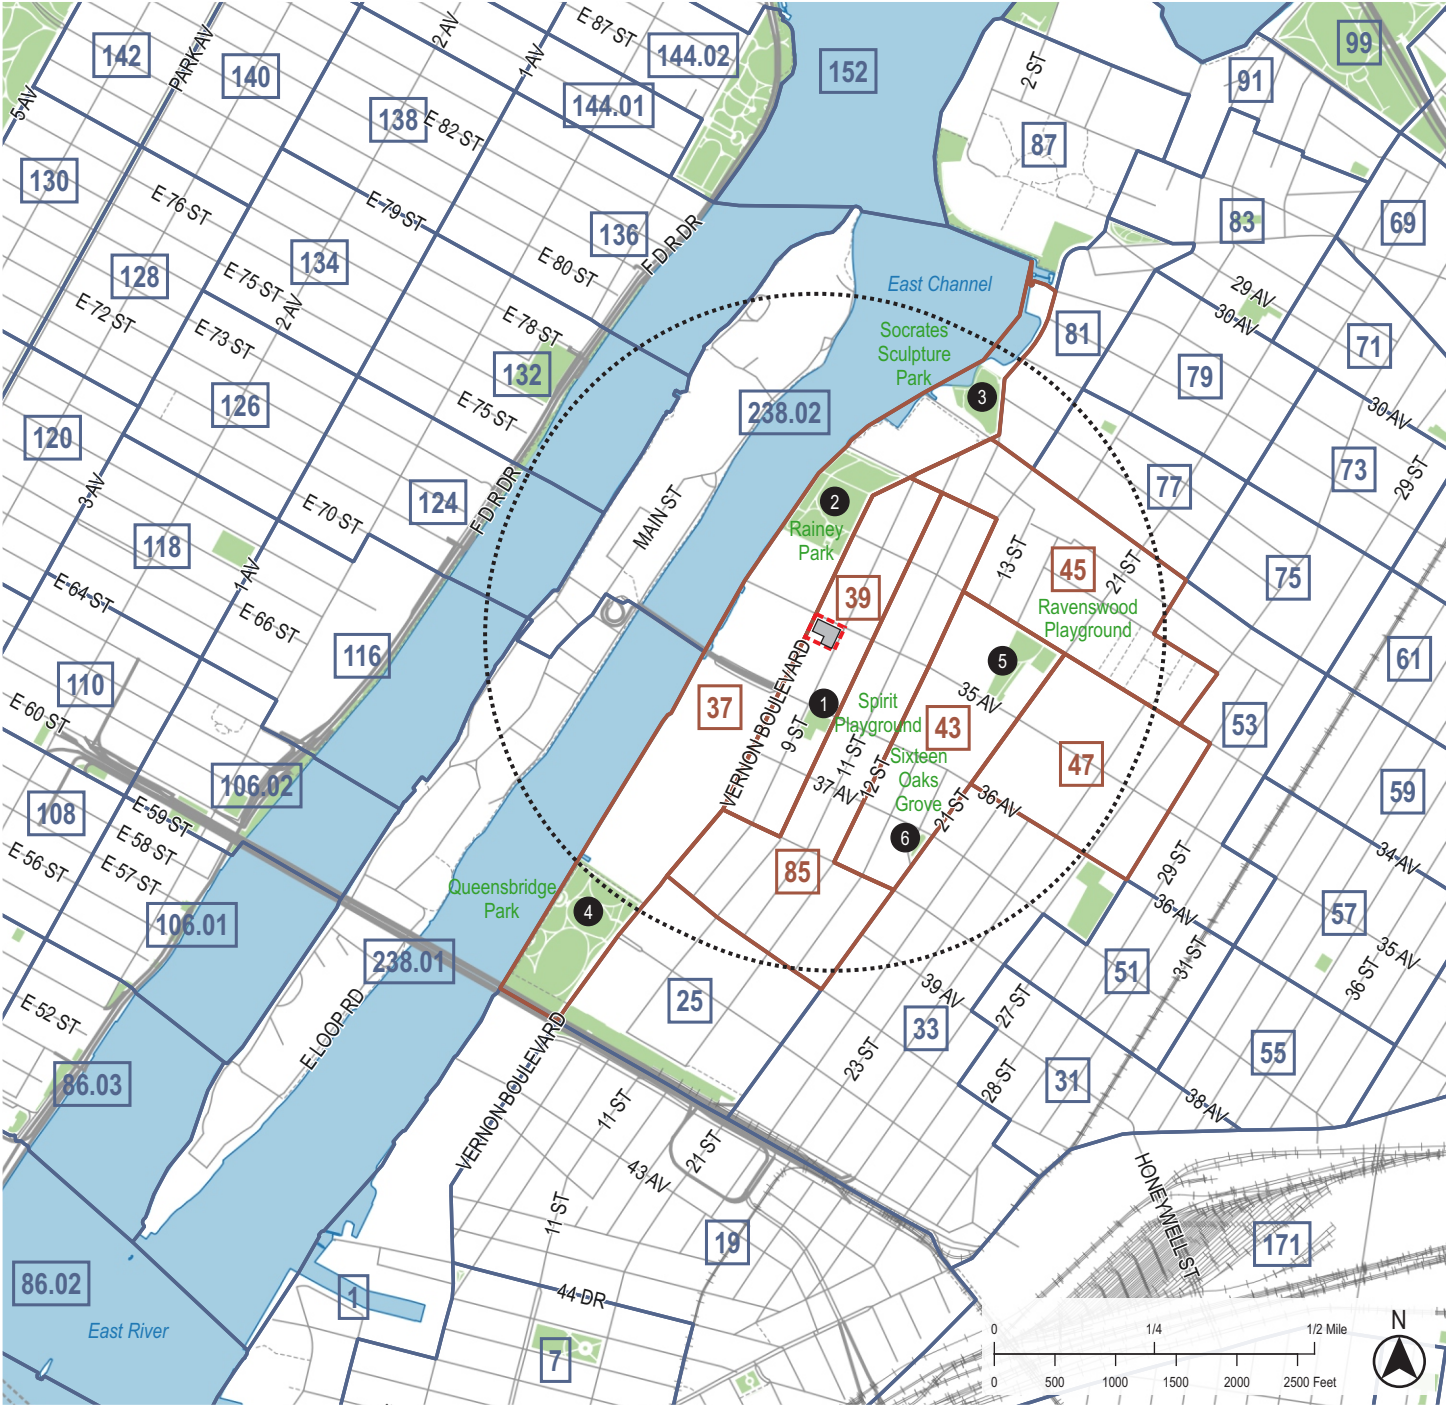 E 87 ST
2 AV
142
PARK AV
140
1 AV
144.02
152
99
2 ST
91
5 AV
138
E 82 ST
144.01
87
130
E 76 ST
E 79 ST
136
F D R DR
83
69
128
134
E 80 ST
E 75 ST
2 AV
East Channel
29 AV
30 AV
E 72 ST
E 73 ST
E 78 ST
Socrates
Sculpture
Park
81
71
132
79
126
E 75 ST
238.02
3
30 AV
120
3 AV
124
F D R DR
MAIN ST
2
77
73
29 ST
E 70 ST
Rainey
Park
118
1 AV
13 ST
45
21 ST
75
E 64 ST
39
E 66 ST
Ravenswood
Playground
116
VERNON BOULEVARD
5
61
110
E 60 ST
37
1
Spirit
Playground
9 ST
35 AV
43
53
11 ST
Sixteen
Oaks
Grove
47
106.02
37 AV
12 ST
21 ST
36 AV
59
108
E 59 ST
E 58 ST
E 57 ST
E 56 ST
6
34 AV
29 ST
85
Queensbridge
Park
4
36 AV
57
106.01
35 AV
238.01
31 ST
36 ST
51
39 AV
25
27 ST
E 52 ST
E LOOP RD
33
VERNON BOULEVARD
23 ST
55
86.03
28 ST
31
11 ST
38 AV
21 ST
43 AV
HONEYWELL ST
11 ST
19
171
86.02
1
44 DR
East River
7
0 1/4 1/2 Mile
0 500 1000 1500 2000 2500 Feet
N